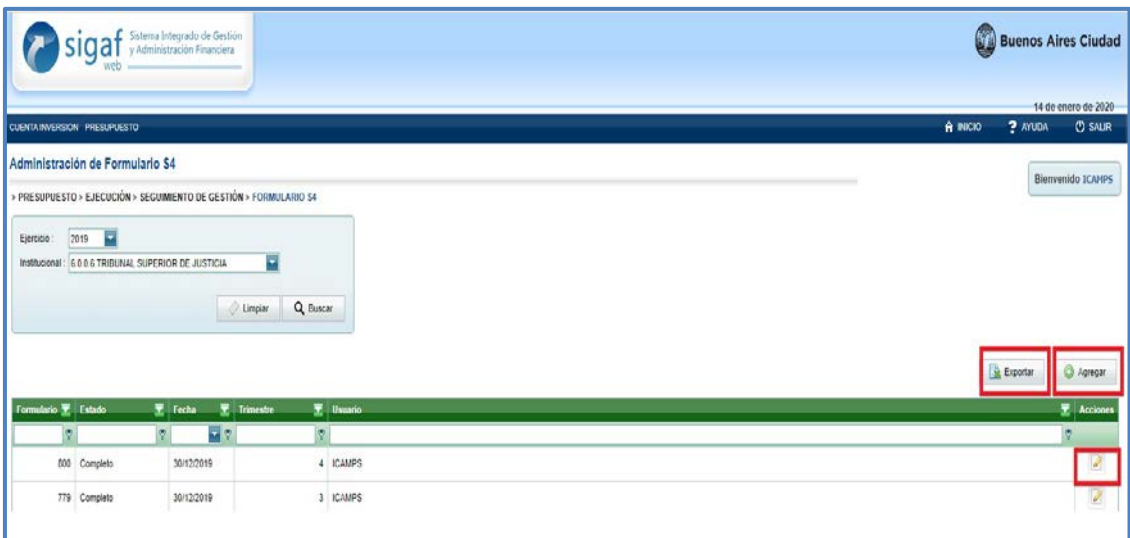 sigaf
web
Sistema Integrado de Gestión
y Administración Financiera
Buenos Aires Ciudad
14 de enero de 2020
CUENTA INVERSION PRESUPUESTO
INICIO ? AYUDA SALIR
Administración de Formulario S4
Bienvenido ICAMPS
> PRESUPUESTO > EJECUCIÓN > SEGUIMIENTO DE GESTIÓN > FORMULARIO S4
Ejercicio : 2019
Institucional : 6.0.0.6 TRIBUNAL SUPERIOR DE JUSTICIA
Limpiar Buscar
Exportar Agregar
Formulario Estado Fecha Trimestre Usuario Acciones
800 Completo 30/12/2019 4 ICAMPS
779 Completo 30/12/2019 3 ICAMPS